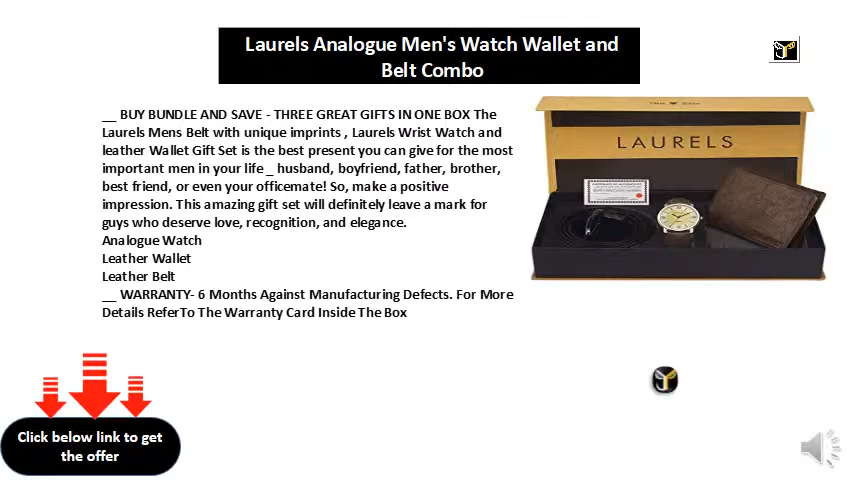 Laurels Analogue Men's Watch Wallet and
Belt Combo
__ BUY BUNDLE AND SAVE - THREE GREAT GIFTS IN ONE BOX The
Laurels Mens Belt with unique imprints , Laurels Wrist Watch and
leather Wallet Gift Set is the best present you can give for the most
important men in your life _ husband, boyfriend, father, brother,
best friend, or even your officemate! So, make a positive
impression. This amazing gift set will definitely leave a mark for
guys who deserve love, recognition, and elegance.
Analogue Watch
Leather Wallet
Leather Belt
__ WARRANTY- 6 Months Against Manufacturing Defects. For More
Details ReferTo The Warranty Card Inside The Box
LAURELS
Click below link to get
the offer